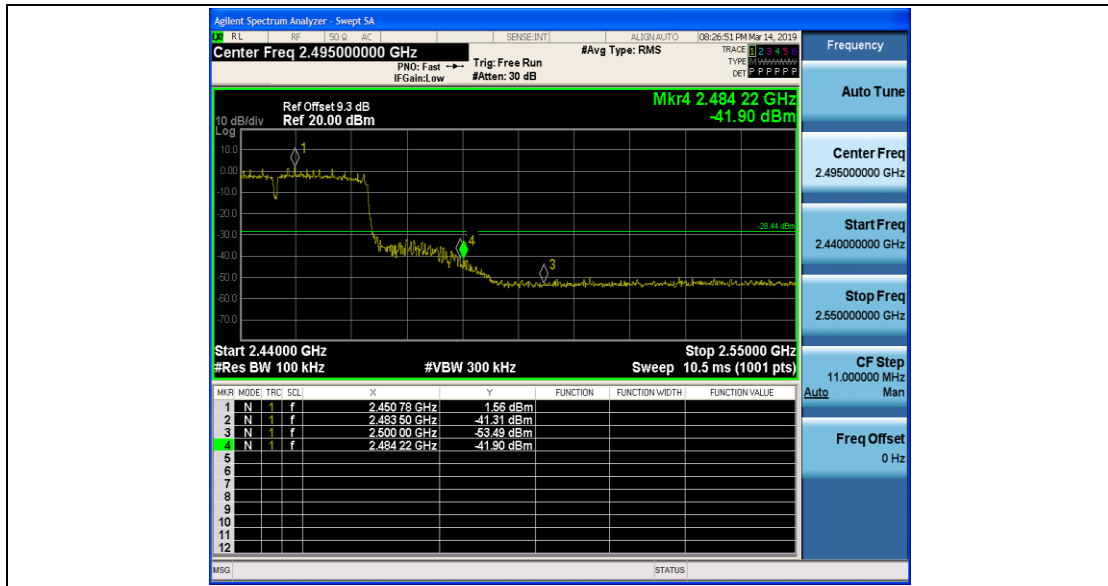 Agilent Spectrum Analyzer - Swept SA
LXI RL RF 50 Ω AC SENSE:INT ALIGNAUTO 08:26:51 PM Mar 14, 2019
Center Freq 2.495000000 GHz
PNO: Fast
IFGain:Low
Trig: Free Run
#Atten: 30 dB
#Avg Type: RMS
TRACE 1 2 3 4 5 6
TYPE MWWWWW
DET P P P P P P
Frequency
Mkr4 2.484 22 GHz
-41.90 dBm
Ref Offset 9.3 dB
10 dB/div Ref 20.00 dBm
Log
10.0
0.00
-10.0
-20.0
-30.0
-40.0
-50.0
-60.0
-70.0
1
4
3
-28.44 dBm
Start 2.44000 GHz Stop 2.55000 GHz
#Res BW 100 kHz #VBW 300 kHz Sweep 10.5 ms (1001 pts)
MKR MODE TRC SCL X Y FUNCTION FUNCTION WIDTH FUNCTION VALUE
1 N 1 f 2.450 78 GHz 1.56 dBm
2 N 1 f 2.483 50 GHz -41.31 dBm
3 N 1 f 2.500 00 GHz -53.49 dBm
4 N 1 f 2.484 22 GHz -41.90 dBm
5
6
7
8
9
10
11
12
MSG STATUS
Auto Tune
Center Freq
2.495000000 GHz
Start Freq
2.440000000 GHz
Stop Freq
2.550000000 GHz
CF Step
11.000000 MHz
Auto Man
Freq Offset
0 Hz